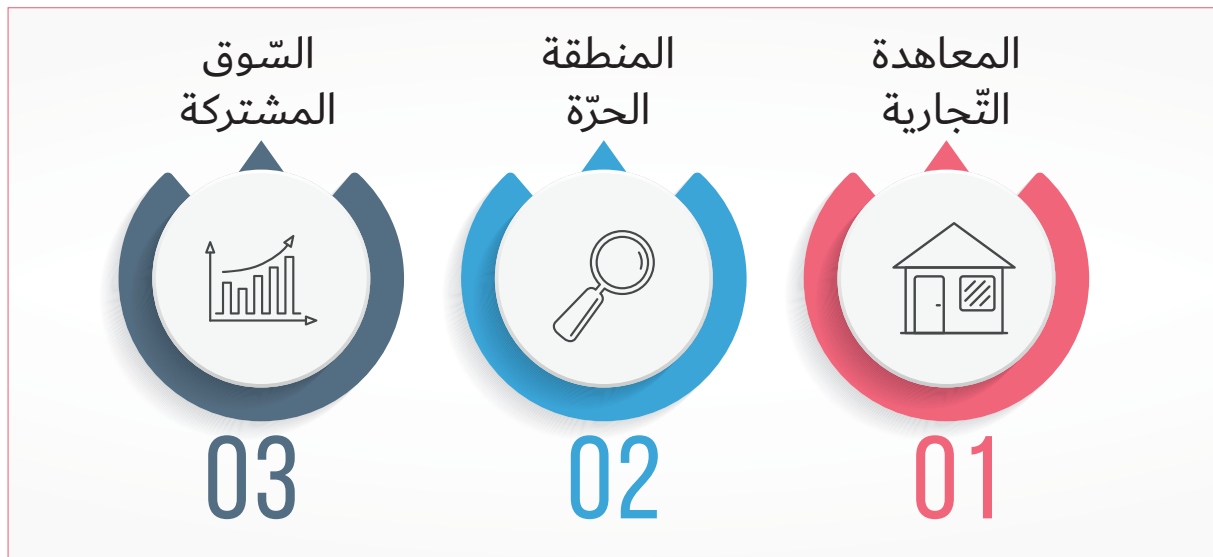 المعاهدة
التّجارية
01
المنطقة
الحرّة
02
السّوق
المشتركة
03